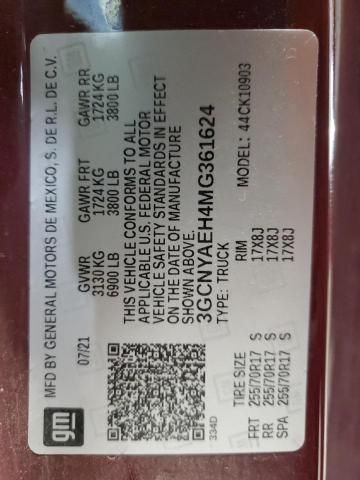 gm
MFD BY GENERAL MOTORS DE MEXICO, S. DE R.L. DE C.V.
07/21 GVWR GAWR FRT GAWR RR
3130 KG 1724 KG 1724 KG
6900 LB 3800 LB 3800 LB
THIS VEHICLE CONFORMS TO ALL
APPLICABLE U.S. FEDERAL MOTOR
VEHICLE SAFETY STANDARDS IN EFFECT
ON THE DATE OF MANUFACTURE
SHOWN ABOVE.
3GCNYAEH4MG361624
TYPE: TRUCK MODEL: 44CK10903
334D
TIRE SIZE RIM
FRT 255/70R17 S 17X8J
RR 255/70R17 S 17X8J
SPA 255/70R17 S 17X8J